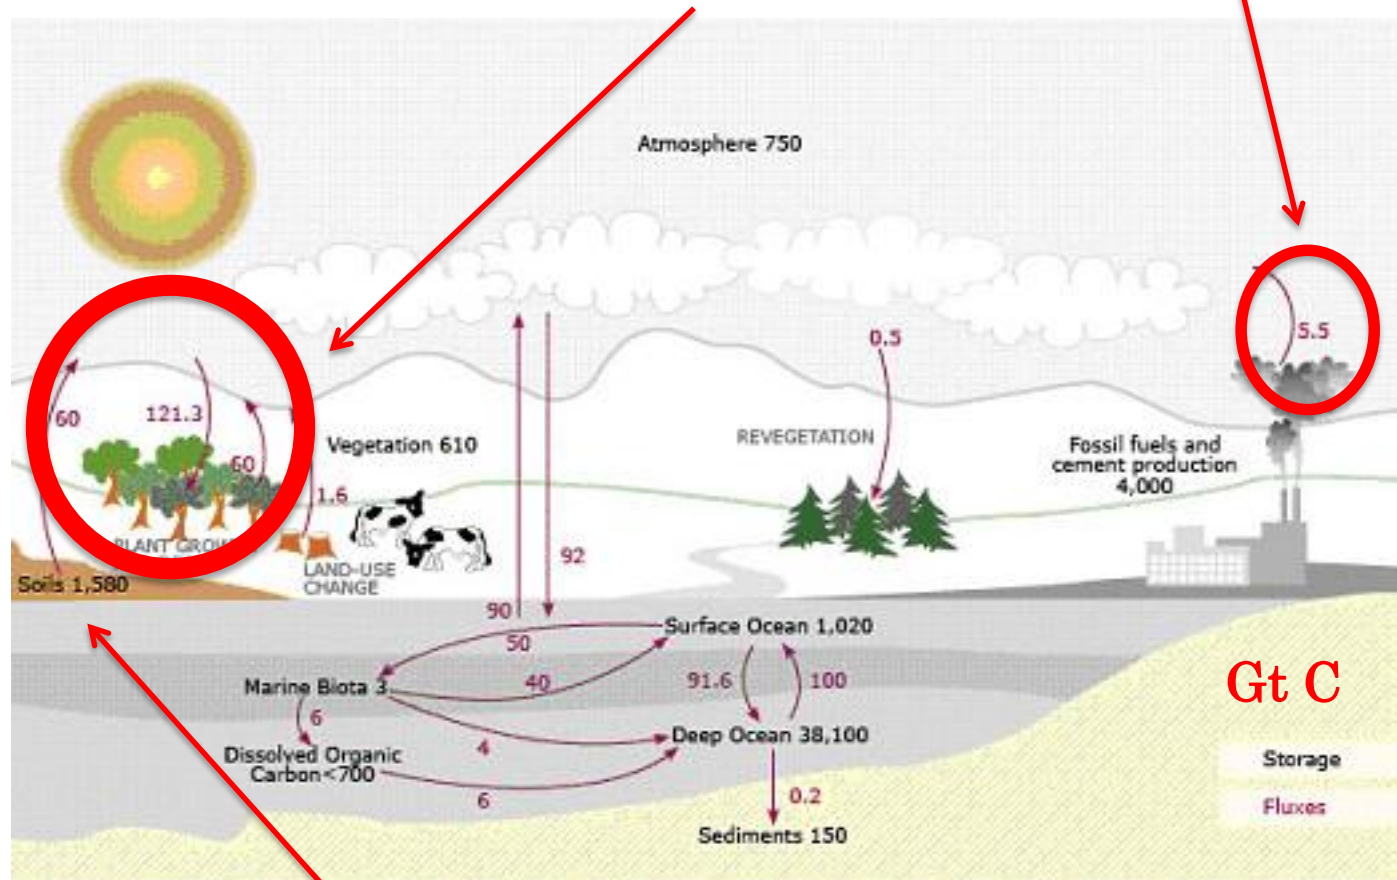 Atmosphere 750
0.5
5.5
60
121.3
60
Vegetation 610
REVEGETATION
Fossil fuels and
cement production
4,000
1.6
PLANT GROW
LAND-USE
CHANGE
Soils 1,580
92
90
50
Surface Ocean 1,020
Marine Biota 3
40
91.6
100
Gt C
6
4
Deep Ocean 38,100
Dissolved Organic
Carbon<700
6
0.2
Storage
Fluxes
Sediments 150